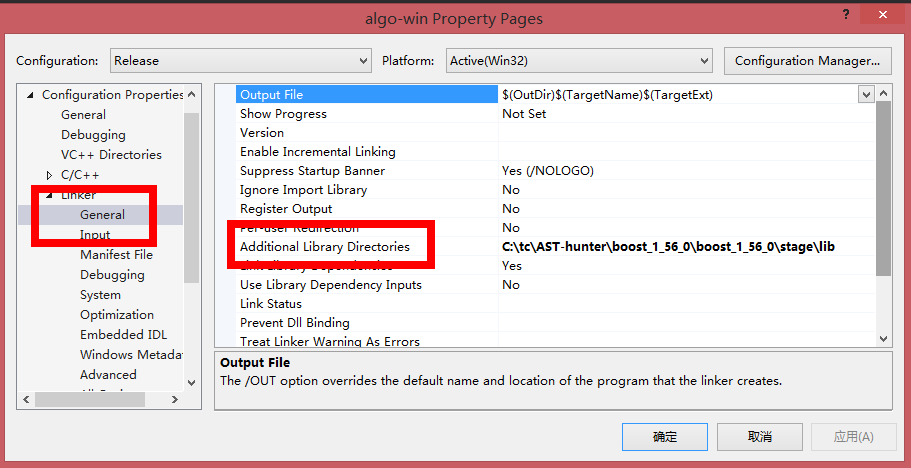 algo-win Property Pages
? ×
Configuration: Release Platform: Active(Win32) Configuration Manager...
Configuration Properties
General
Debugging
VC++ Directories
C/C++
Linker
General
Input
Manifest File
Debugging
System
Optimization
Embedded IDL
Windows Metada
Advanced
Output File $(OutDir)$(TargetName)$(TargetExt)
Show Progress Not Set
Version
Enable Incremental Linking
Suppress Startup Banner Yes (/NOLOGO)
Ignore Import Library No
Register Output No
Per-user Redirection No
Additional Library Directories C:\tc\AST-hunter\boost_1_56_0\boost_1_56_0\stage\lib
Link Library Dependencies Yes
Use Library Dependency Inputs No
Link Status
Prevent Dll Binding
Treat Linker Warning As Errors
Output File
The /OUT option overrides the default name and location of the program that the linker creates.
确定 取消 应用(A)